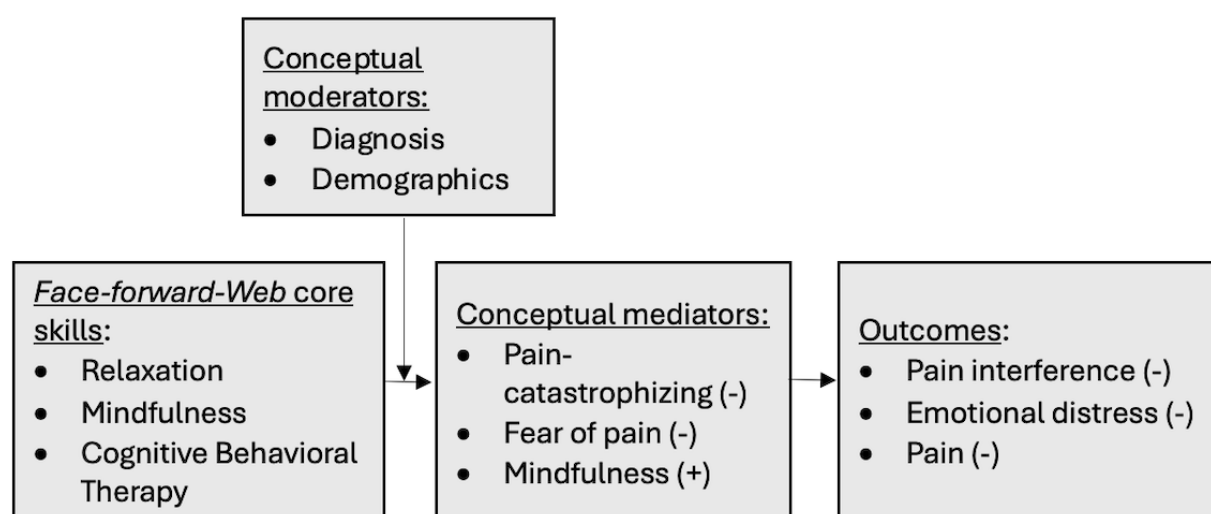 Conceptual
moderators:
• Diagnosis
• Demographics
Face-forward-Web core
skills:
• Relaxation
• Mindfulness
• Cognitive Behavioral
Therapy
Conceptual mediators:
• Pain-
catastrophizing (-)
• Fear of pain (-)
• Mindfulness (+)
Outcomes:
• Pain interference (-)
• Emotional distress (-)
• Pain (-)